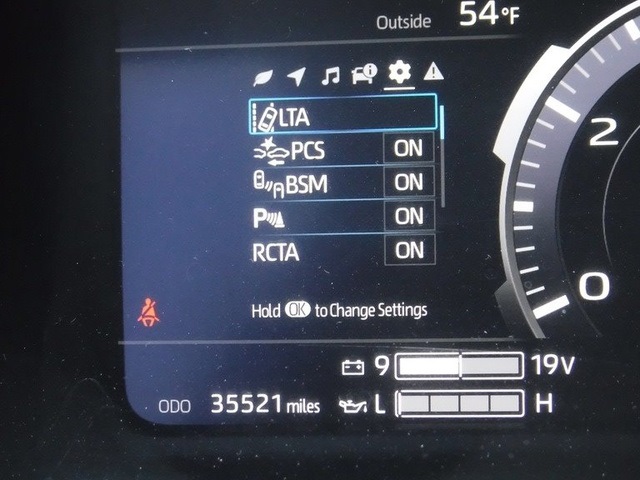 Outside 54°F
LTA
PCS ON
BSM ON
P ON
RCTA ON
2
0
Hold OK to Change Settings
9 19V
ODO 35521 miles L H